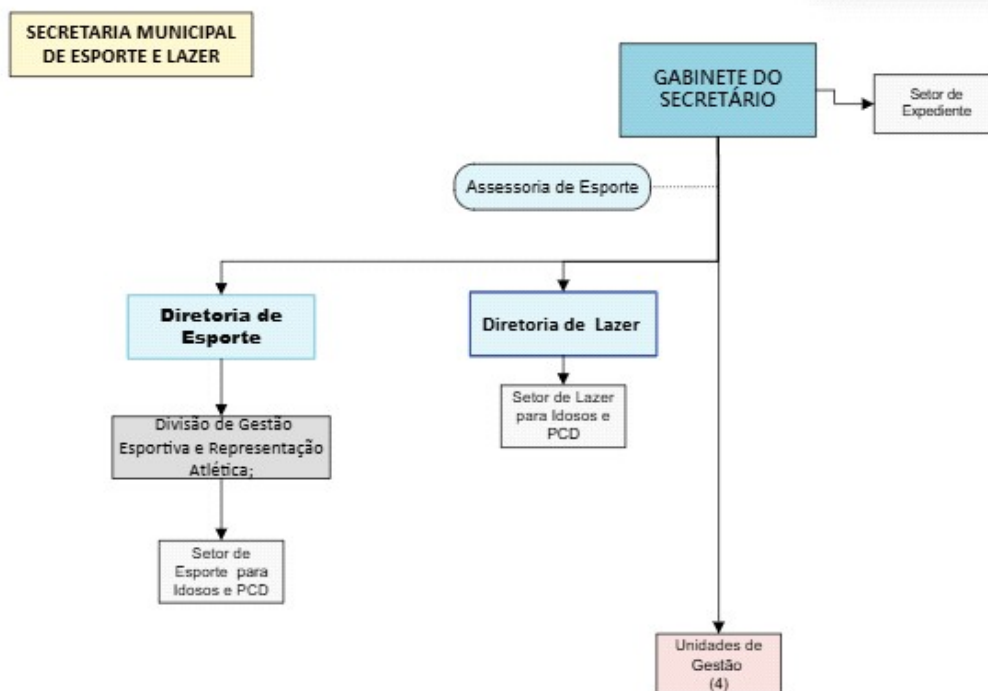 SECRETARIA MUNICIPAL
DE ESPORTE E LAZER
GABINETE DO
SECRETÁRIO
Setor de
Expediente
Assessoria de Esporte
Diretoria de
Esporte
Diretoria de Lazer
Setor de Lazer
para Idosos e
PCD
Divisão de Gestão
Esportiva e Representação
Atlética;
Setor de
Esporte para
Idosos e PCD
Unidades de
Gestão
(4)